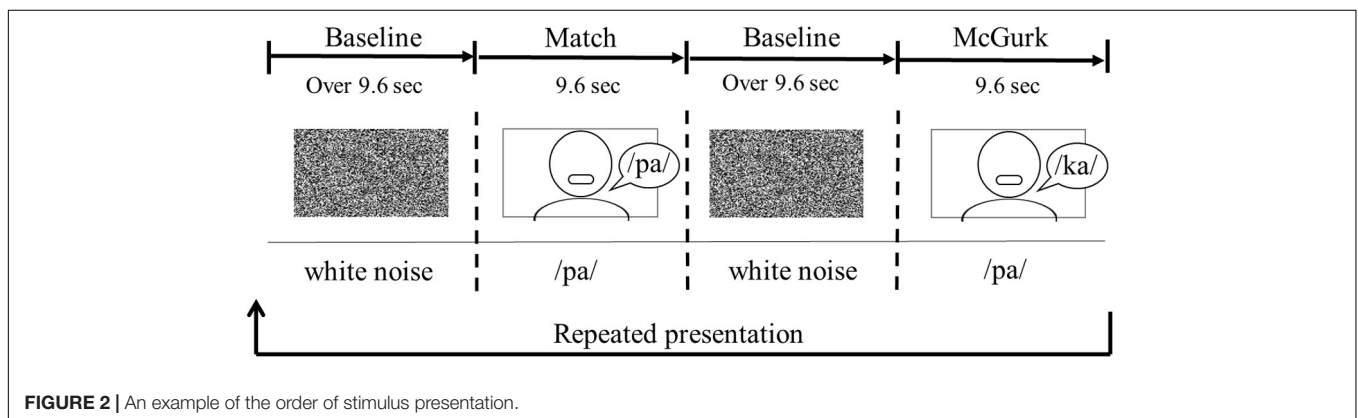 Baseline Match Baseline McGurk
Over 9.6 sec 9.6 sec Over 9.6 sec 9.6 sec
/pa/ /ka/
white noise /pa/ white noise /pa/
Repeated presentation
FIGURE 2 | An example of the order of stimulus presentation.